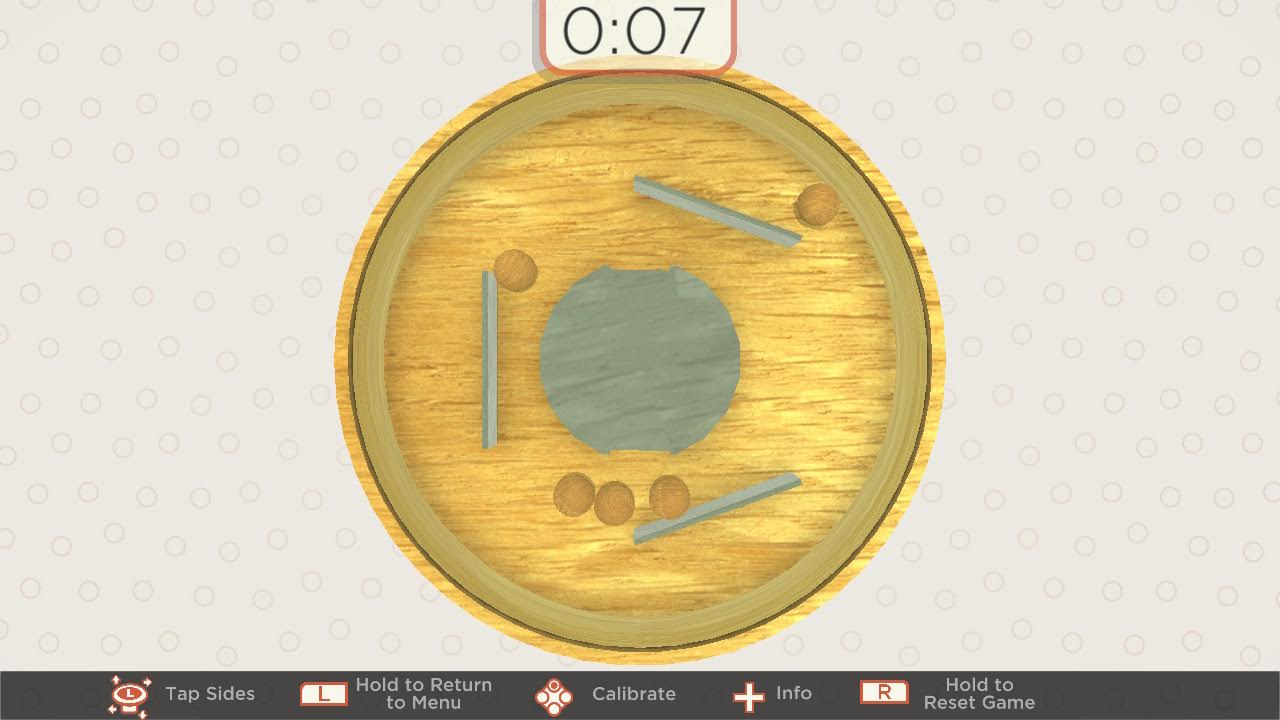 0:07
L
Tap Sides
L
Hold to Return
to Menu
Calibrate
Info
R
Hold to
Reset Game